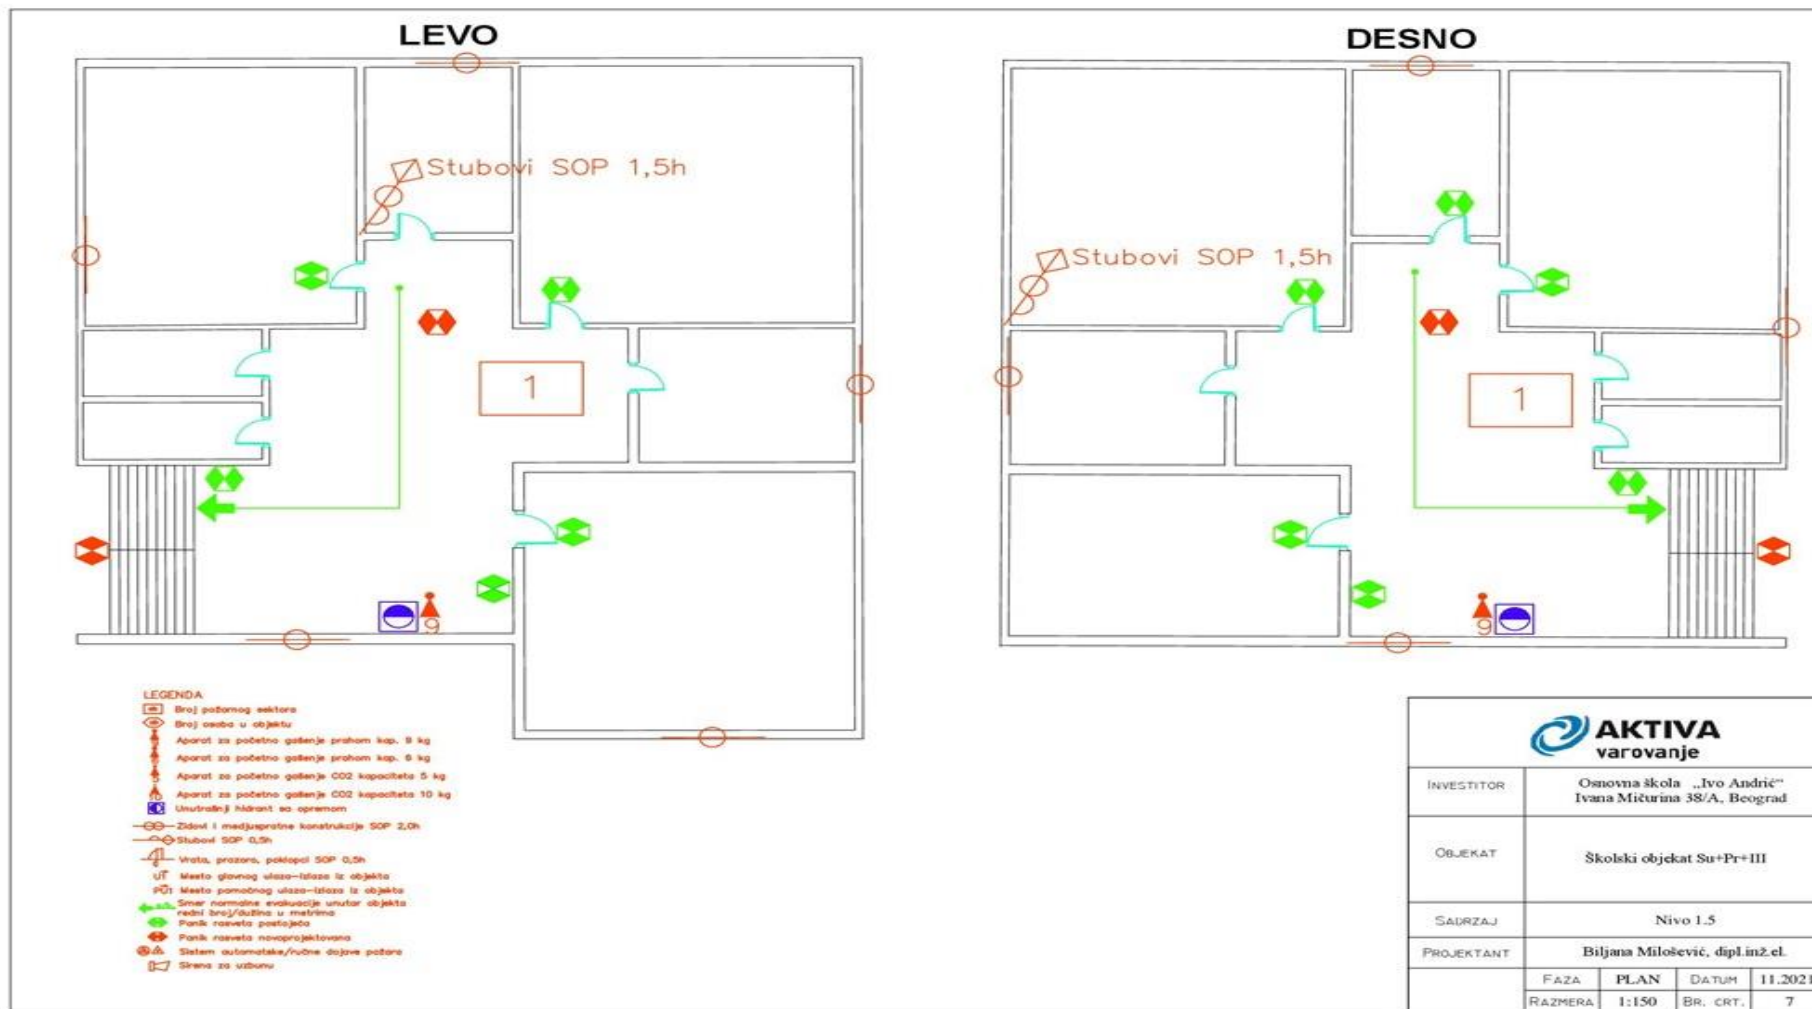 LEVO
DESNO
Stubovi SOP 1,5h
Stubovi SOP 1,5h
1
1
9
9
LEGENDA
Broj požarnog sektora
Broj osoba u objektu
Aparat za početno gašenje prahom kap. 9 kg
Aparat za početno gašenje prahom kap. 6 kg
Aparat za početno gašenje CO2 kapaciteta 5 kg
Aparat za početno gašenje CO2 kapaciteta 10 kg
Unutrašnji hidrant sa opremom
Zidovi i medjuspratne konstrukcije SOP 2,0h
Stubovi SOP 0,5h
Vrata, prozora, poklopci SOP 0,5h
Mesto glavnog ulaza-izlaza iz objekta
Mesto pomoćnog ulaza-izlaza iz objekta
Smer normalne evakuacije unutar objekta
redni broj/dužina u metrima
Panik rasveta postojeća
Panik rasveta novoprojektovana
Sistem automatske/ručne dojave požara
Sirena za uzbunu
AKTIVA
varovanje
INVESTITOR
Osnovna škola „Ivo Andrić“
Ivana Mičurina 38/A, Beograd
OBJEKAT
Školski objekat Su+Pr+III
SADRZAJ
Nivo 1.5
PROJEKTANT
Biljana Milošević, dipl.inž.el.
FAZA PLAN DATUM 11.2021
RAZMERA 1:150 BR. CRT. 7